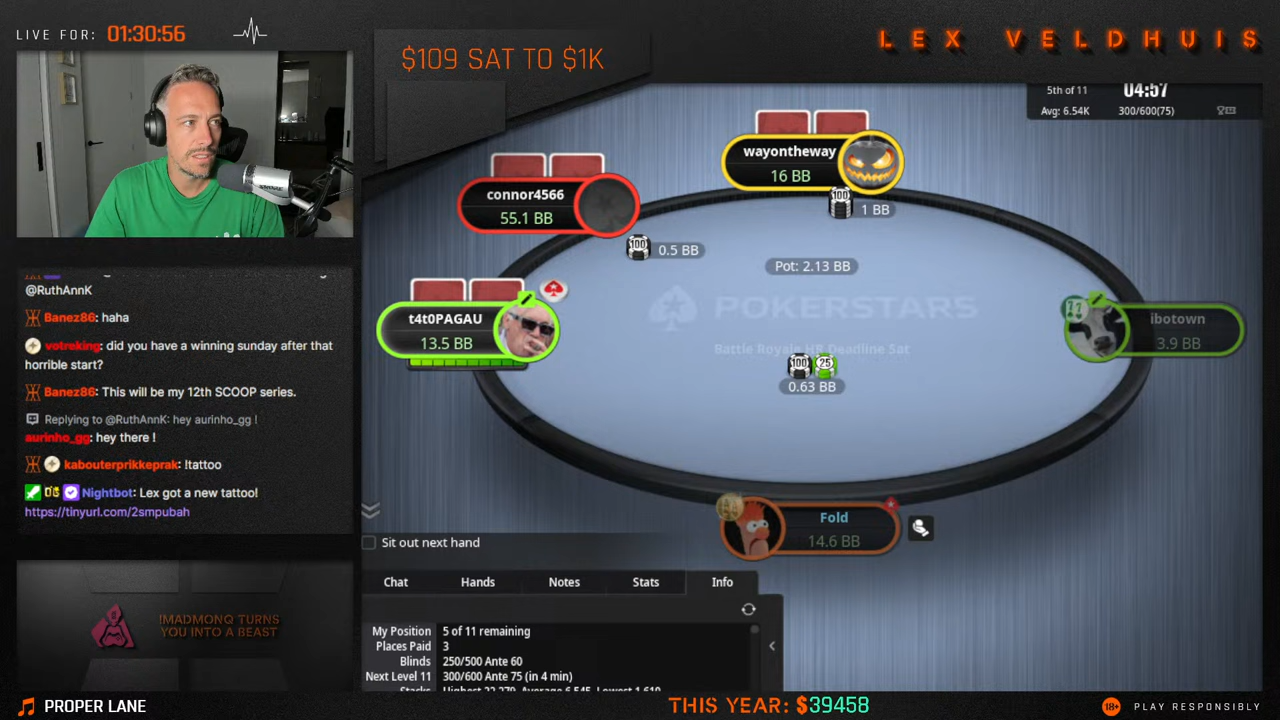 LIVE FOR: 01:30:56
$109 SAT TO $1K
LEX VELDHUIS
5th of 11
04:57
Avg: 6.54K
300/600(75)
wayontheway
16 BB
100
1 BB
connor4566
55.1 BB
100
0.5 BB
Pot: 2.13 BB
t4t0PAGAU
13.5 BB
POKERSTARS
ibotown
3.9 BB
Battle Royale HR Deadline Sat
100
25
0.63 BB
Fold
14.6 BB
@RuthAnnK
Banez86: haha
votreking: did you have a winning sunday after that
horrible start?
Banez86: This will be my 12th SCOOP series.
Replying to @RuthAnnK: hey aurinho_gg !
aurinho_gg: hey there !
kabouterprikkeprak: !tattoo
Nightbot: Lex got a new tattoo!
https://tinyurl.com/2smpubah
Sit out next hand
Chat
Hands
Notes
Stats
Info
My Position 5 of 11 remaining
Places Paid 3
Blinds 250/500 Ante 60
Next Level 11 300/600 Ante 75 (in 4 min)
IMADMONQ TURNS
YOU INTO A BEAST
PROPER LANE
THIS YEAR: $39458
18+ PLAY RESPONSIBLY